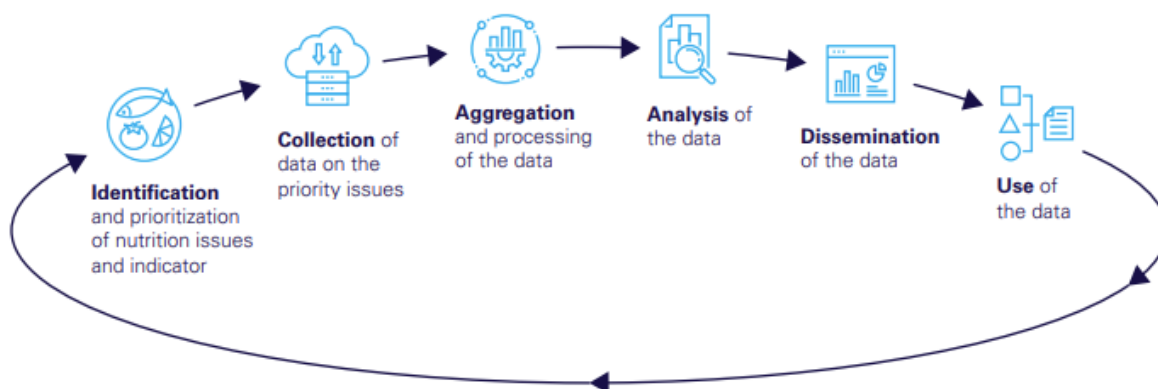 Identification
and prioritization
of nutrition issues
and indicator
Collection of
data on the
priority issues
Aggregation
and processing
of the data
Analysis of
the data
Dissemination
of the data
Use of
the data